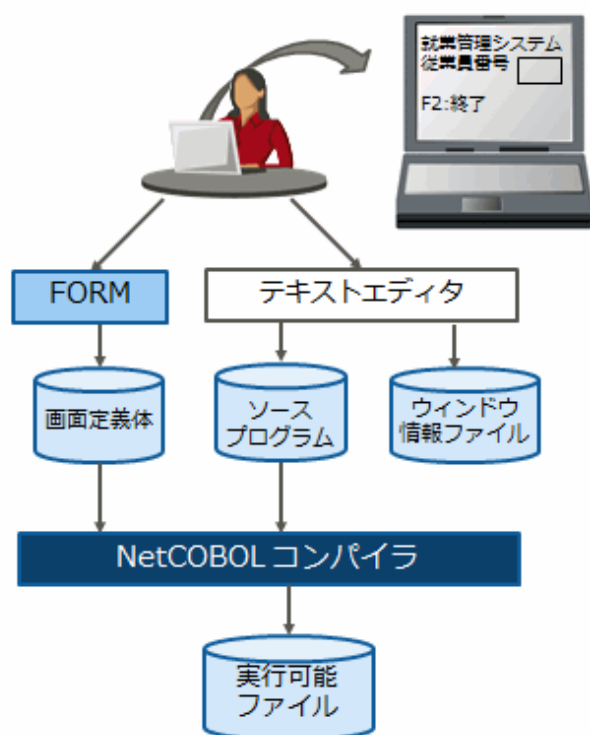 就業管理システム
従業員番号
F2:終了
FORM
テキストエディタ
画面定義体
ソース
プログラム
ウィンドウ
情報ファイル
NetCOBOL コンパイラ
実行可能
ファイル